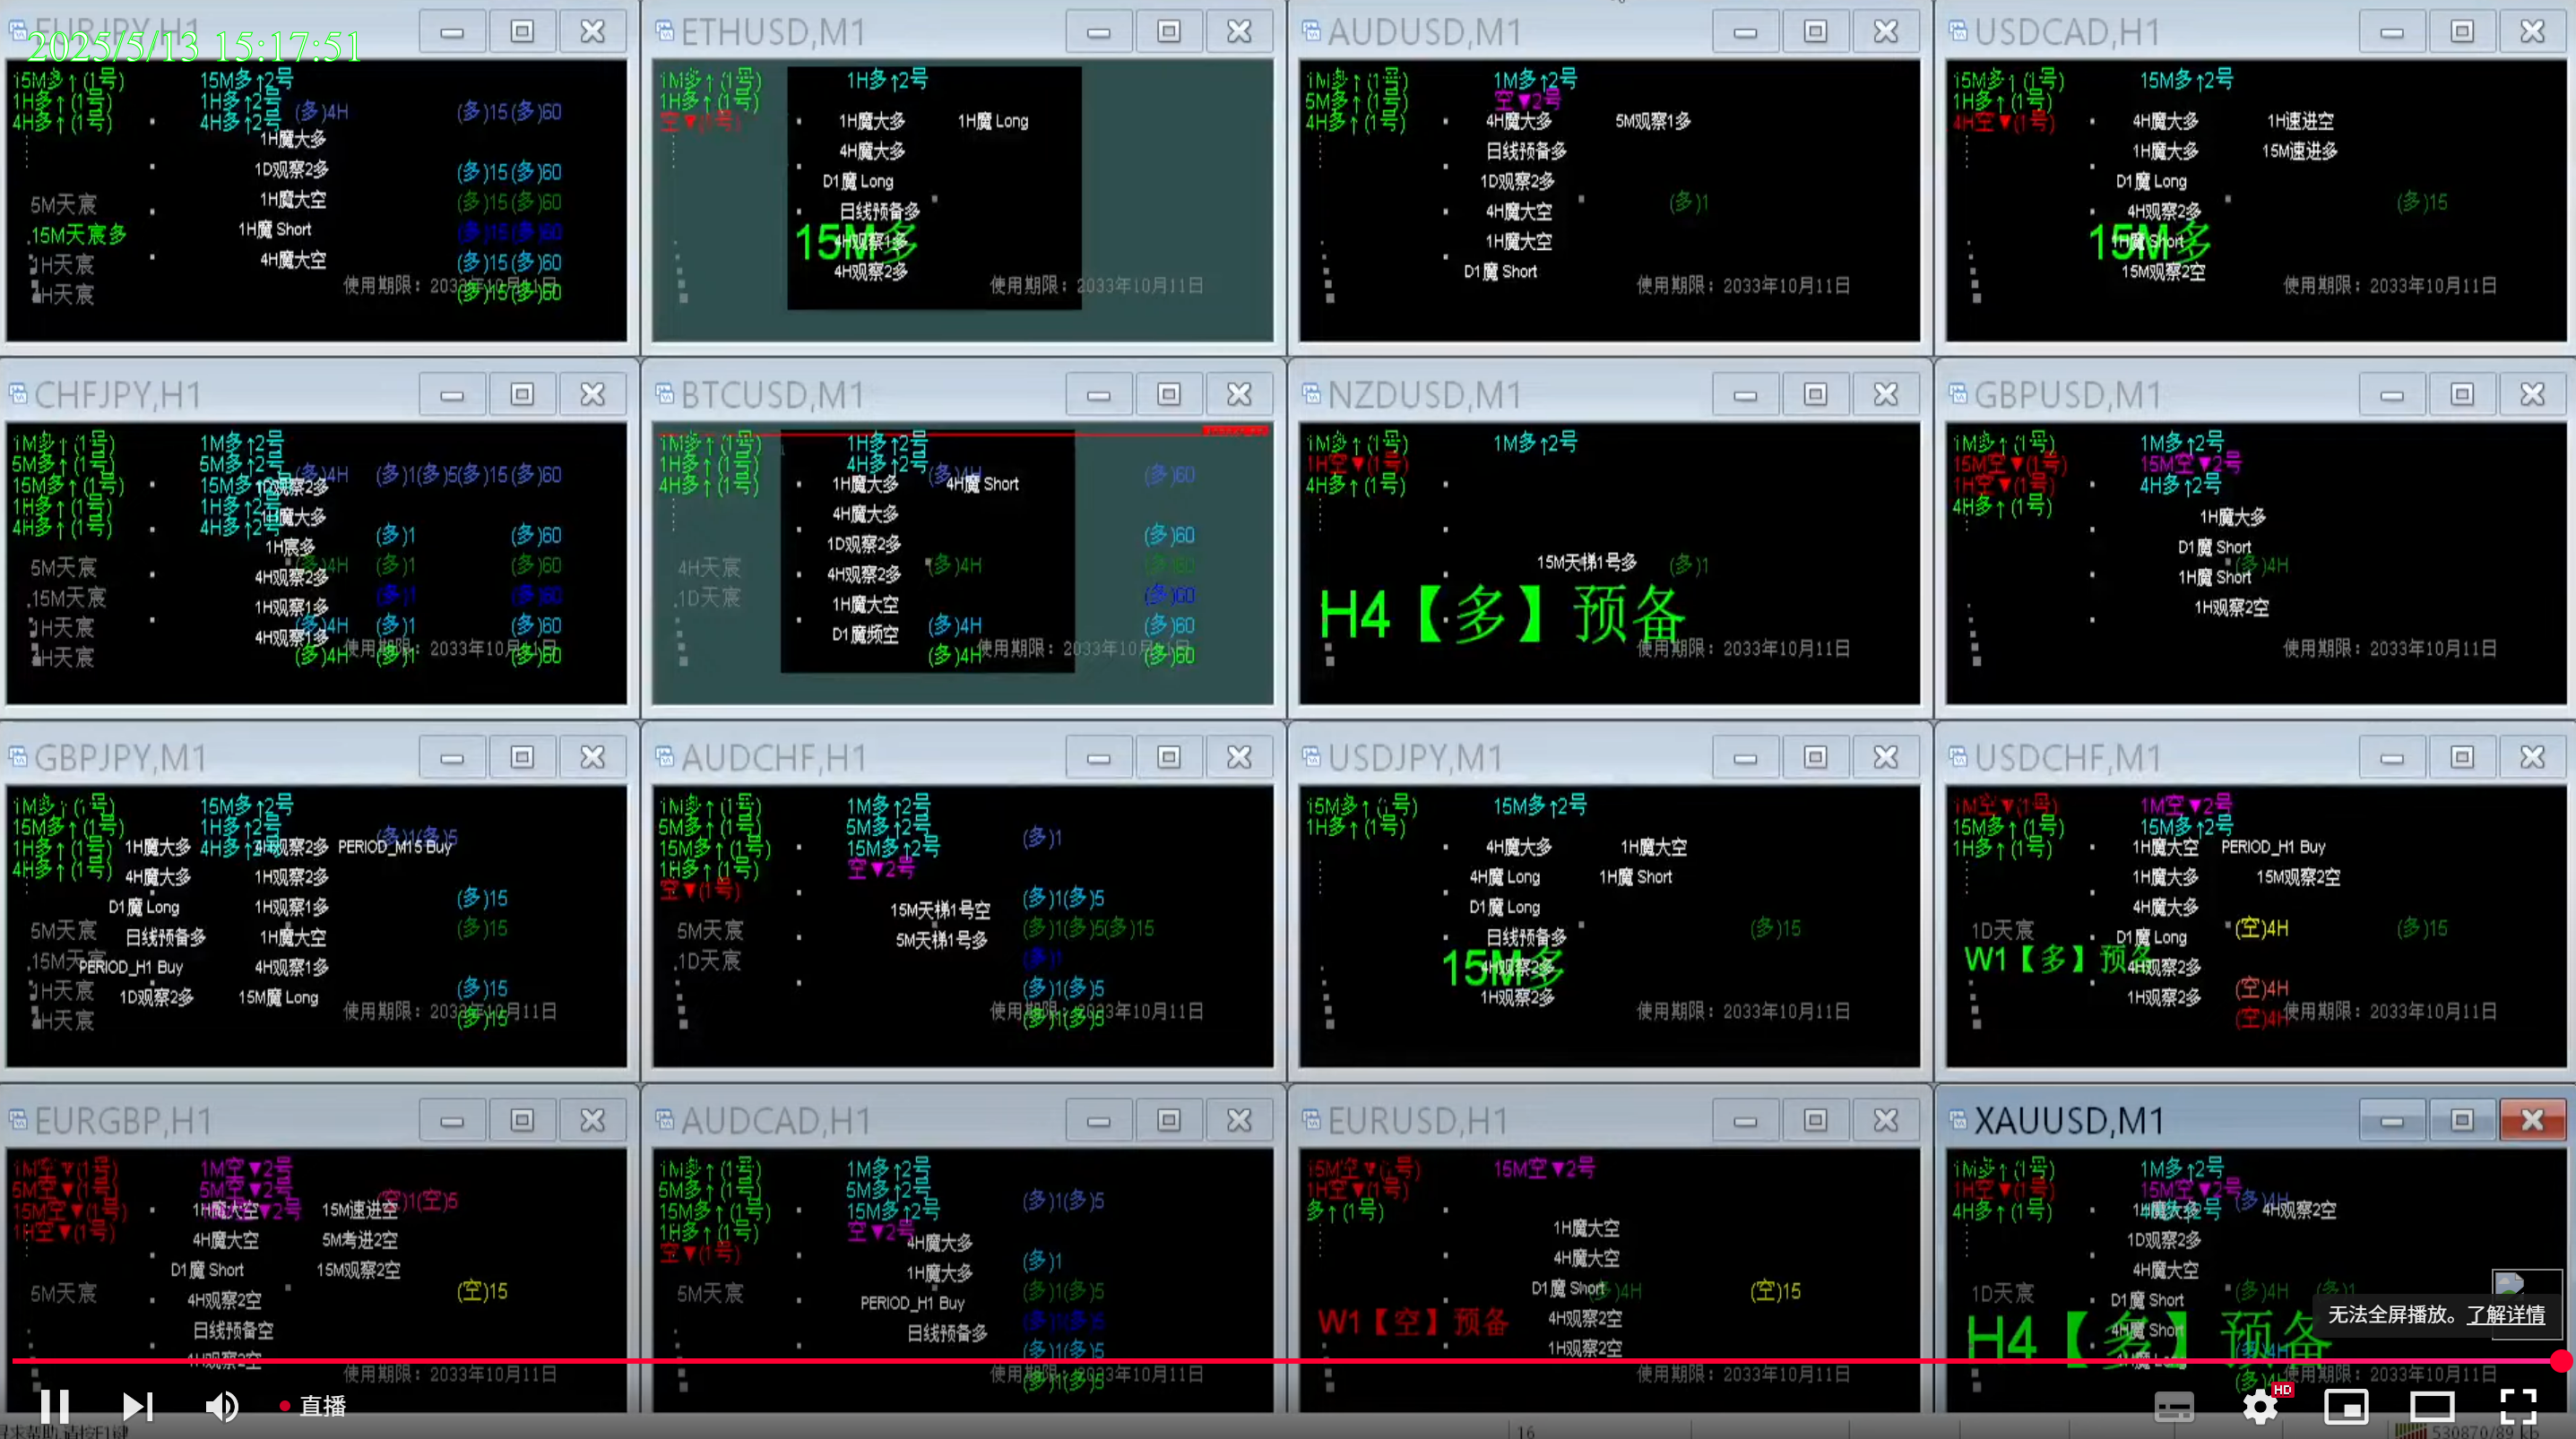 EURJPY,H1
2025/5/13 15:17:51
15M多↑(1号) 15M多↑2号
1H多↑(1号) 1H多↑2号
4H多↑(1号) 4H多↑2号
(多)4H (多)15(多)60
1H魔大多
1D观察2多 (多)15(多)60
5M天宸 1H魔大空 (多)15(多)60
15M天宸多 1H魔 Short (多)15(多)60
1H天宸 4H魔大空 (多)15(多)60
H天宸 (多)15(多)60
使用期限：2033年10月11日
ETHUSD,M1
1M多↑(1号) 1H多↑2号
1H多↑(1号)
空▼(1号) 1H魔大多 1H魔 Long
4H魔大多
D1魔 Long
日线预备多
15M多 4H观察1多
4H观察2多
使用期限：2033年10月11日
AUDUSD,M1
1M多↑(1号) 1M多↑2号
5M多↑(1号) 空▼2号
4H多↑(1号) 4H魔大多 5M观察1多
日线预备多
1D观察2多
4H魔大空 (多)1
1H魔大空
D1魔 Short
使用期限：2033年10月11日
USDCAD,H1
15M多↑(1号) 15M多↑2号
1H多↑(1号)
4H空▼(1号) 4H魔大多 1H速进空
1H魔大多 15M速进多
D1魔 Long
4H观察2多 (多)15
15M多 1H魔 Short
15M观察2空
使用期限：2033年10月11日
CHFJPY,H1
1M多↑(1号) 1M多↑2号
5M多↑(1号) 5M多↑2号 (多)4H (多)1(多)5(多)15(多)60
15M多↑(1号) 15M多↑2号 1D观察2多
1H多↑(1号) 1H多↑2号 1H魔大多
4H多↑(1号) 4H多↑2号 (多)1 (多)60
1H宸多
5M天宸 (多)4H (多)1 (多)60
4H观察2多
15M天宸 (多)1 (多)60
1H观察1多
1H天宸 (多)4H (多)1 (多)60
4H观察1多
H天宸 (多)4H (多)1 (多)60
使用期限：2033年10月11日
BTCUSD,M1
1M多↑(1号) 1H多↑2号
1H多↑(1号) 4H多↑2号 (多)4H (多)60
4H多↑(1号) 1H魔大多 4H魔 Short
4H魔大多
1D观察2多 (多)60
4H天宸 4H观察2多 (多)4H (多)60
1D天宸 1H魔大空 (多)60
D1魔频空 (多)4H (多)60
(多)4H (多)60
使用期限：2033年10月11日
NZDUSD,M1
1M多↑(1号) 1M多↑2号
1H空▼(1号)
4H多↑(1号)
15M天梯1号多 (多)1
H4【多】预备
使用期限：2033年10月11日
GBPUSD,M1
1M多↑(1号) 1M多↑2号
15M空▼(1号) 15M空▼2号
1H空▼(1号) 4H多↑2号
4H多↑(1号) 1H魔大多
D1魔 Short
(多)4H
1H魔 Short
1H观察2空
使用期限：2033年10月11日
GBPJPY,M1
1M多↑(1号) 15M多↑2号
15M多↑(1号) 1H多↑2号 (多)1(多)5
1H多↑(1号) 1H魔大多 4H多↑2号 4H观察2多 PERIOD_M15 Buy
4H多↑(1号) 4H魔大多 1H观察2多
D1魔 Long 1H观察1多 (多)15
5M天宸 日线预备多 1H魔大空 (多)15
15M天宸 PERIOD_H1 Buy 4H观察1多
1H天宸 1D观察2多 15M魔 Long (多)15
H天宸 (多)15
使用期限：2033年10月11日
AUDCHF,H1
1M多↑(1号) 1M多↑2号
5M多↑(1号) 5M多↑2号
15M多↑(1号) 15M多↑2号 (多)1
1H多↑(1号) 空▼2号
空▼(1号) (多)1(多)5
15M天梯1号空
5M天宸 (多)1(多)5(多)15
5M天梯1号多
1D天宸 (多)1
(多)1(多)5
(多)1(多)5
使用期限：2033年10月11日
USDJPY,M1
15M多↑(1号) 15M多↑2号
1H多↑(1号)
4H魔大多 1H魔大空
4H魔 Long 1H魔 Short
D1魔 Long
日线预备多 (多)15
15M多 4H观察2多
1H观察2多
使用期限：2033年10月11日
USDCHF,M1
1M空▼(1号) 1M空▼2号
15M多↑(1号) 15M多↑2号
1H多↑(1号) 1H魔大空 PERIOD_H1 Buy
1H魔大多 15M观察2空
4H魔大多
1D天宸 D1魔 Long (空)4H (多)15
W1【多】预备 4H观察2多
1H观察2多 (空)4H
(空)4H
使用期限：2033年10月11日
EURGBP,H1
1M空▼(1号) 1M空▼2号
5M空▼(1号) 5M空▼2号 (空)1(空)5
15M空▼(1号) 1H魔大空 15M速进空
1H空▼(1号) 4H魔大空 5M考进2空
D1魔 Short 15M观察2空
5M天宸 4H观察2空 (空)15
日线预备空
1H观察2空
使用期限：2033年10月11日
AUDCAD,H1
1M多↑(1号) 1M多↑2号
5M多↑(1号) 5M多↑2号 (多)1(多)5
15M多↑(1号) 15M多↑2号
1H多↑(1号) 空▼2号 4H魔大多
空▼(1号) 1H魔大多 (多)1
5M天宸 PERIOD_H1 Buy (多)1(多)5
日线预备多 (多)1(多)5
(多)1(多)5
(多)1(多)5
使用期限：2033年10月11日
EURUSD,H1
15M空▼(1号) 15M空▼2号
1H空▼(1号)
多↑(1号) 1H魔大空
4H魔大空
D1魔 Short (多)4H (空)15
W1【空】预备 4H观察2空
1H观察2空
使用期限：2033年10月11日
XAUUSD,M1
1M多↑(1号) 1M多↑2号
1H空▼(1号) 15M空▼2号 (多)4H
4H多↑(1号) 1H魔大多 4H多↑2号 4H观察2空
1D观察2多
4H魔大空
1D天宸 D1魔 Short (多)4H (多)1
H4【多】预备 4H魔 Short
使用期限：2033年10月11日
无法全屏播放。了解详情
直播
HD
16
530870/89 kb